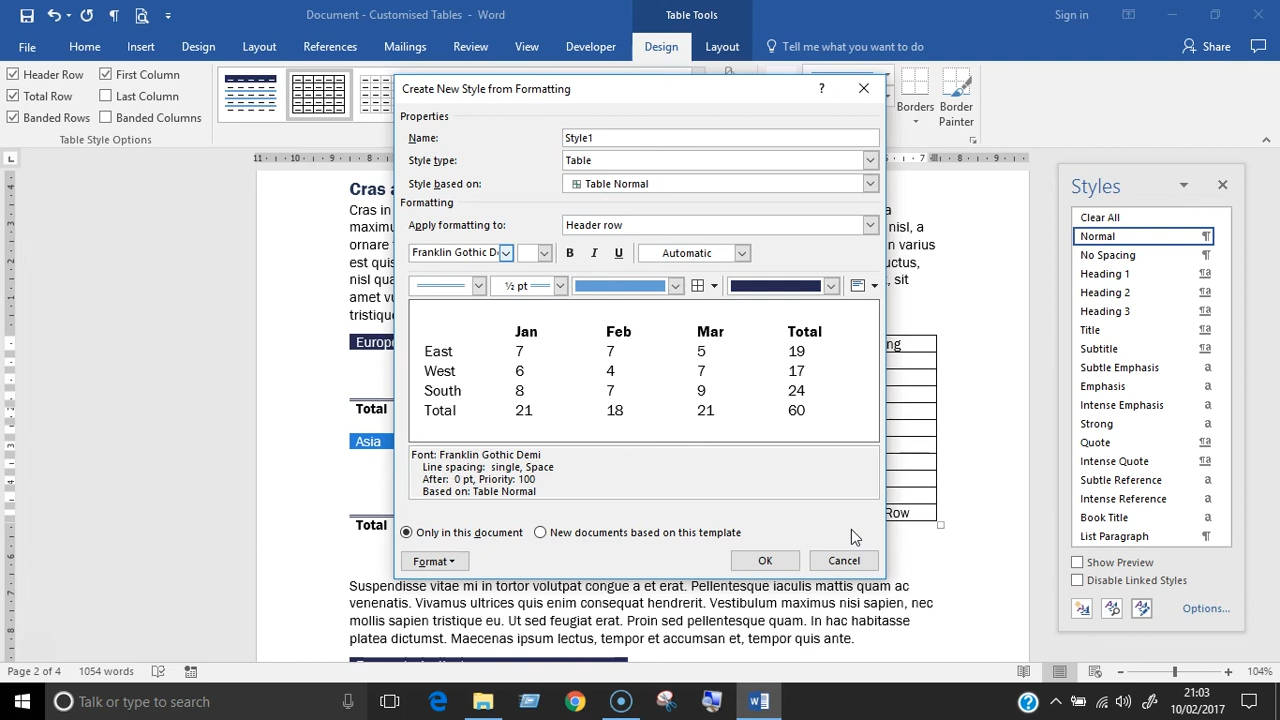 Document - Customised Tables - Word
Table Tools
Sign in
File
Home
Insert
Design
Layout
References
Mailings
Review
View
Developer
Design
Layout
Tell me what you want to do
Share
Header Row
First Column
Total Row
Last Column
Banded Rows
Banded Columns
Table Style Options
Borders
Border
Painter
Create New Style from Formatting
Properties
Name:
Style1
Style type:
Table
Style based on:
Table Normal
Formatting
Apply formatting to:
Header row
Franklin Gothic D
B I U
Automatic
½ pt
Jan Feb Mar Total
East 7 7 5 19
West 6 4 7 17
South 8 7 9 24
Total 21 18 21 60
Font: Franklin Gothic Demi
Line spacing: single, Space
After: 0 pt, Priority: 100
Based on: Table Normal
Only in this document
New documents based on this template
Format
OK
Cancel
11 10 9 8
7 8
Cras
Cras in
maximu
ornare
est quis
nisl qua
amet vu
tristique
nisl, a
n varius
uctus,
sit
Europ
Total
Asia
Total
ng
Row
Suspendisse vitae mi in tortor volutpat congue a et erat. Pellentesque iaculis mattis quam ac
venenatis. Vivamus ultrices quis enim consequat hendrerit. Vestibulum maximus nisi sapien, nec
mollis sapien tristique eu. Ut sed feugiat erat. Proin sed pellentesque quam. In hac habitasse
platea dictumst. Maecenas ipsum lectus, tempor et accumsan et, tempor quis ante.
Styles
Clear All
Normal
No Spacing
Heading 1
Heading 2
Heading 3
Title
Subtitle
Subtle Emphasis
Emphasis
Intense Emphasis
Strong
Quote
Intense Quote
Subtle Reference
Intense Reference
Book Title
List Paragraph
Show Preview
Disable Linked Styles
Options...
Page 2 of 4
1054 words
104%
Talk or type to search
21:03
10/02/2017